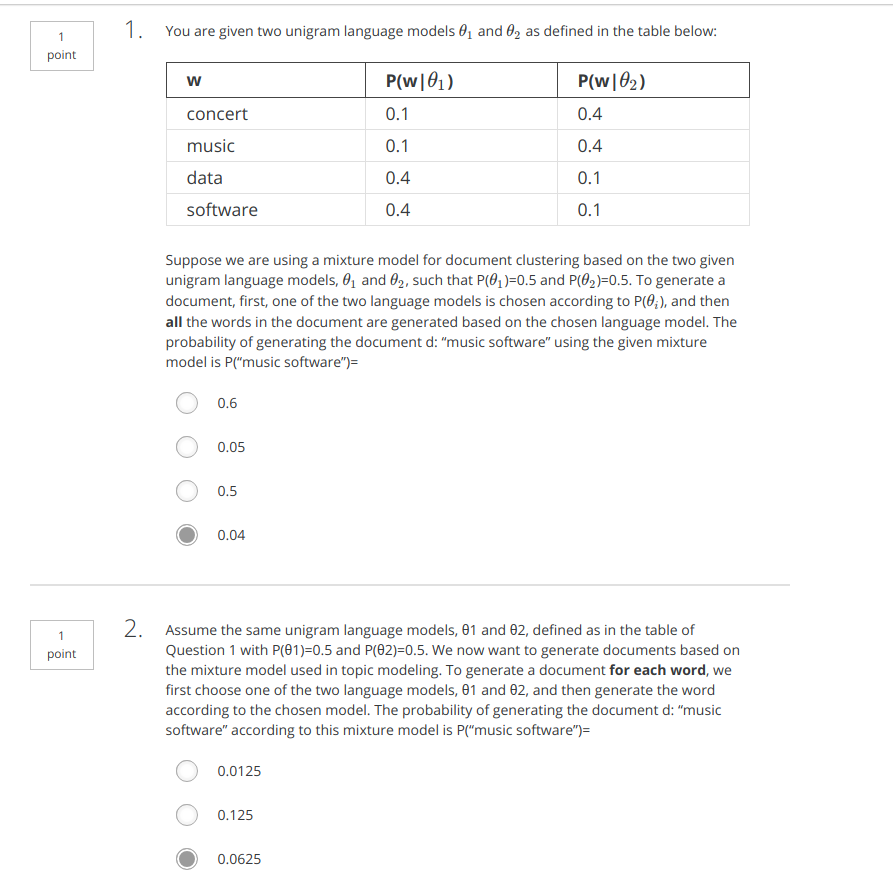 1
point
1. You are given two unigram language models θ₁ and θ₂ as defined in the table below:
w P(w|θ₁) P(w|θ₂)
concert 0.1 0.4
music 0.1 0.4
data 0.4 0.1
software 0.4 0.1
Suppose we are using a mixture model for document clustering based on the two given
unigram language models, θ₁ and θ₂, such that P(θ₁)=0.5 and P(θ₂)=0.5. To generate a
document, first, one of the two language models is chosen according to P(θᵢ), and then
all the words in the document are generated based on the chosen language model. The
probability of generating the document d: “music software” using the given mixture
model is P(“music software”)=
0.6
0.05
0.5
0.04
1
point
2. Assume the same unigram language models, θ1 and θ2, defined as in the table of
Question 1 with P(θ1)=0.5 and P(θ2)=0.5. We now want to generate documents based on
the mixture model used in topic modeling. To generate a document for each word, we
first choose one of the two language models, θ1 and θ2, and then generate the word
according to the chosen model. The probability of generating the document d: “music
software” according to this mixture model is P(“music software”)=
0.0125
0.125
0.0625